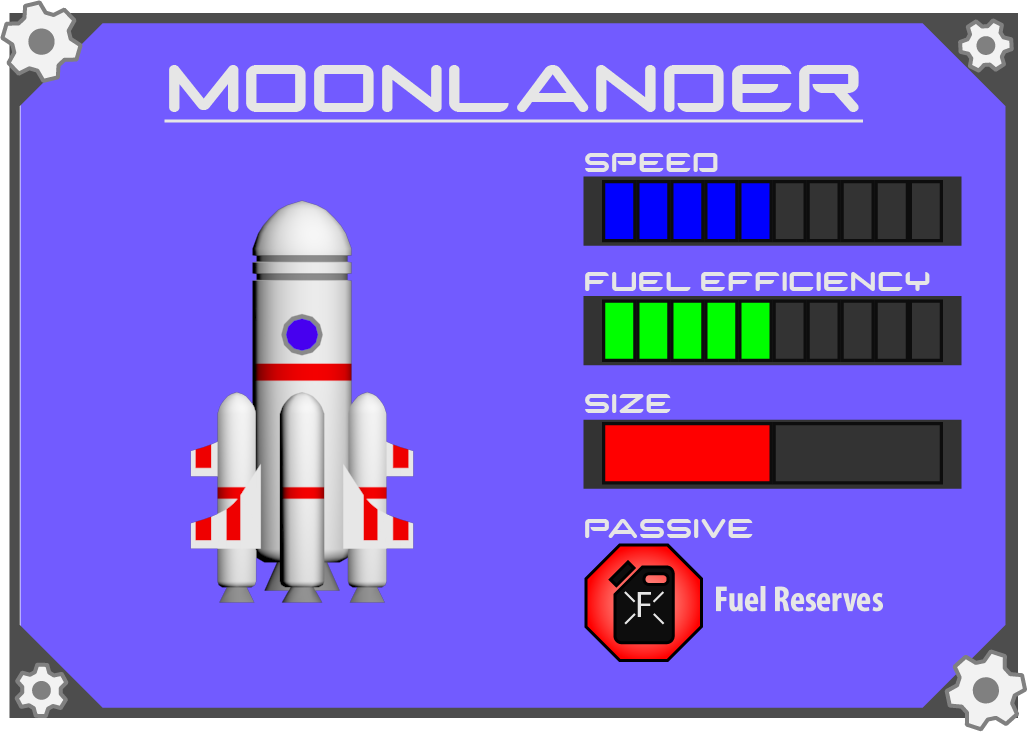 MOONLANDER
SPEED
FUEL EFFICIENCY
SIZE
PASSIVE
F
Fuel Reserves